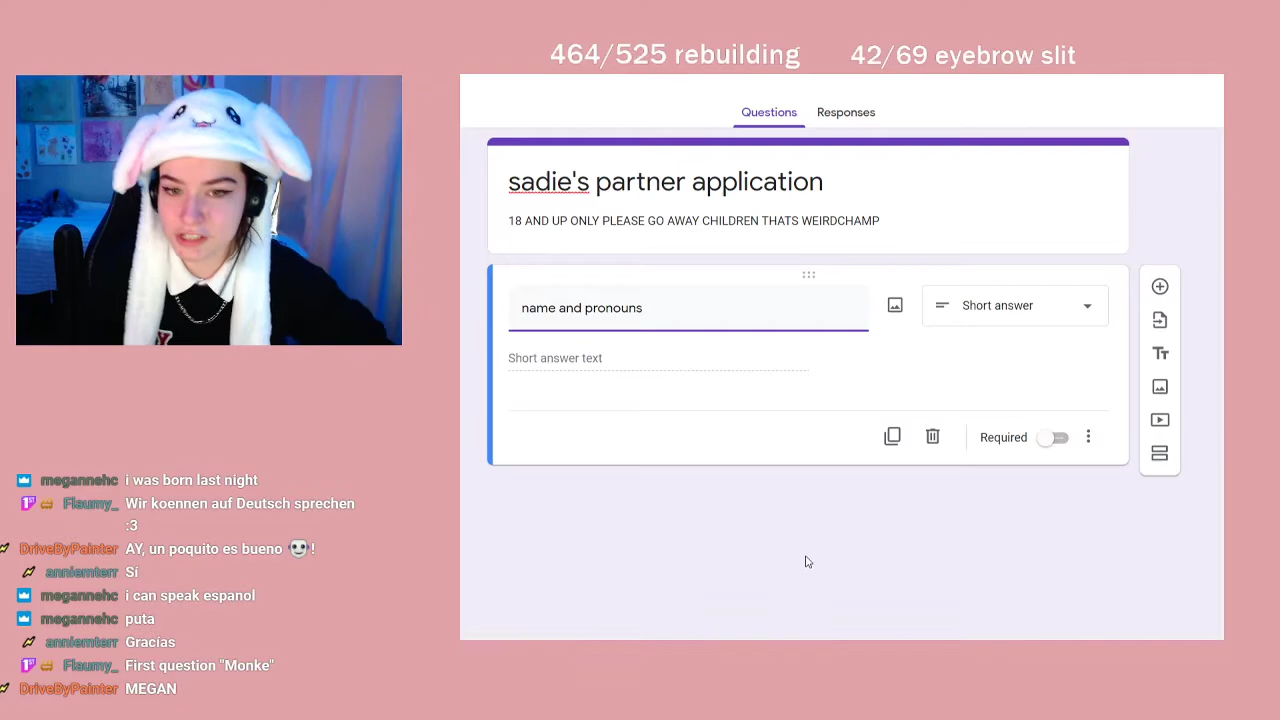 464/525 rebuilding
42/69 eyebrow slit
Questions
Responses
sadie's partner application
18 AND UP ONLY PLEASE GO AWAY CHILDREN THATS WEIRDCHAMP
name and pronouns
Short answer
Short answer text
Required
megannehc i was born last night
Flaumy_ Wir koennen auf Deutsch sprechen
:3
DriveByPainter AY, un poquito es bueno !
anniemterr Sí
megannehc i can speak espanol
megannehc puta
anniemterr Gracías
Flaumy_ First question "Monke"
DriveByPainter MEGAN